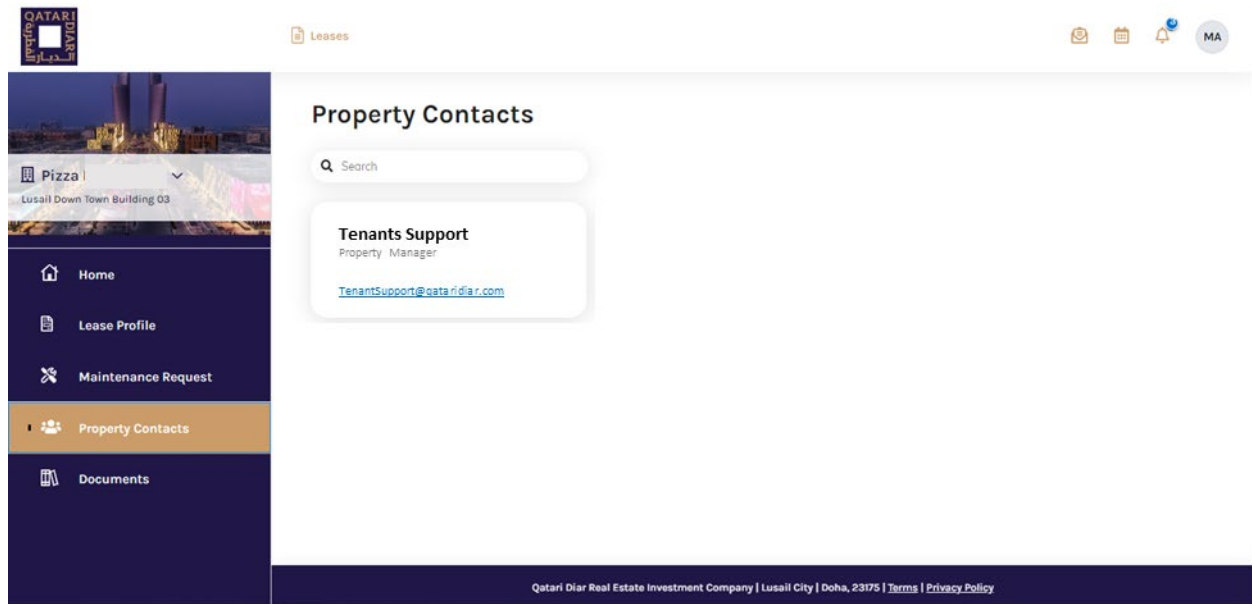 QATARI DIAR
الديار القطرية
Leases
MA
Pizza
Lusail Down Town Building 03
Home
Lease Profile
Maintenance Request
Property Contacts
Documents
Property Contacts
Search
Tenants Support
Property Manager
TenantSupport@qataridiar.com
Qatari Diar Real Estate Investment Company | Lusail City | Doha, 23175 | Terms | Privacy Policy